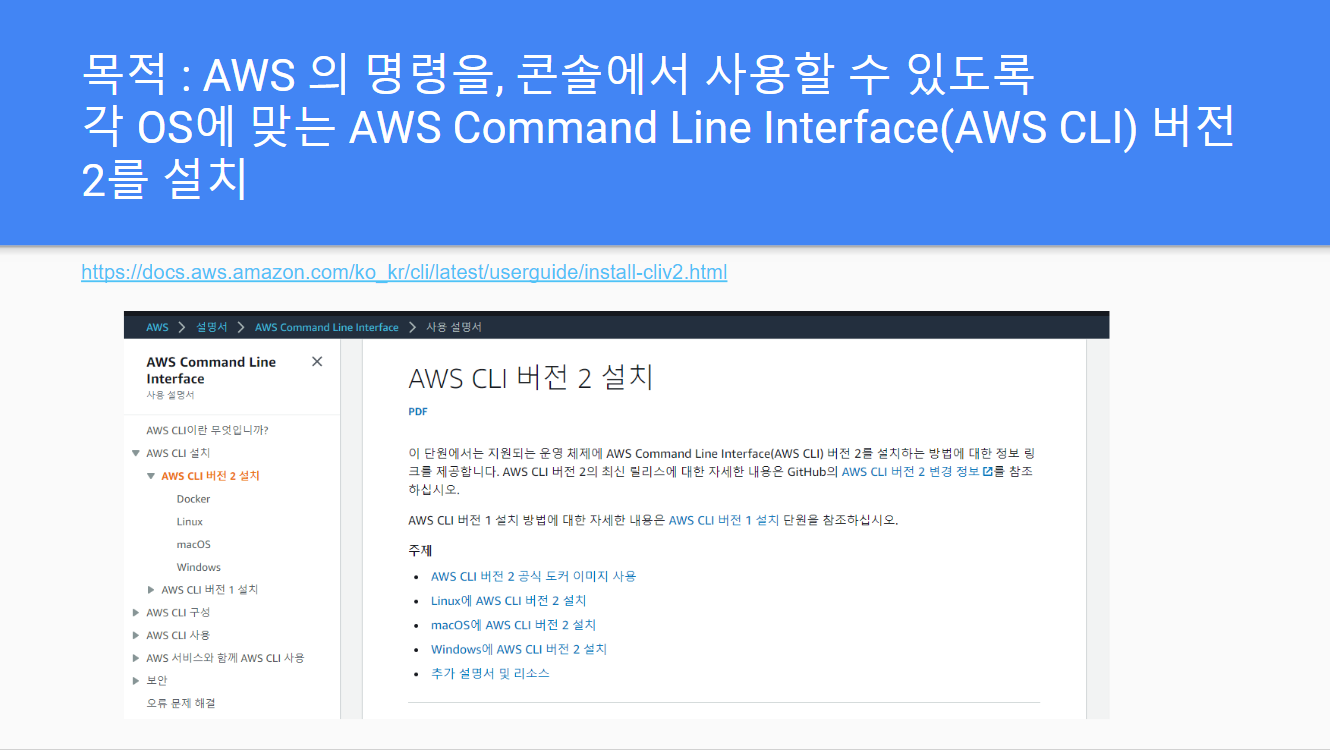 목적 : AWS 의 명령을, 콘솔에서 사용할 수 있도록
각 OS에 맞는 AWS Command Line Interface(AWS CLI) 버전
2를 설치
https://docs.aws.amazon.com/ko_kr/cli/latest/userguide/install-cliv2.html
AWS > 설명서 > AWS Command Line Interface > 사용 설명서
AWS Command Line
Interface
사용 설명서
AWS CLI이란 무엇입니까?
AWS CLI 설치
AWS CLI 버전 2 설치
Docker
Linux
macOS
Windows
AWS CLI 버전 1 설치
AWS CLI 구성
AWS CLI 사용
AWS 서비스와 함께 AWS CLI 사용
보안
오류 문제 해결
AWS CLI 버전 2 설치
PDF
이 단원에서는 지원되는 운영 체제에 AWS Command Line Interface(AWS CLI) 버전 2를 설치하는 방법에 대한 정보 링
크를 제공합니다. AWS CLI 버전 2의 최신 릴리스에 대한 자세한 내용은 GitHub의 AWS CLI 버전 2 변경 정보를 참조
하십시오.
AWS CLI 버전 1 설치 방법에 대한 자세한 내용은 AWS CLI 버전 1 설치 단원을 참조하십시오.
주제
• AWS CLI 버전 2 공식 도커 이미지 사용
• Linux에 AWS CLI 버전 2 설치
• macOS에 AWS CLI 버전 2 설치
• Windows에 AWS CLI 버전 2 설치
• 추가 설명서 및 리소스